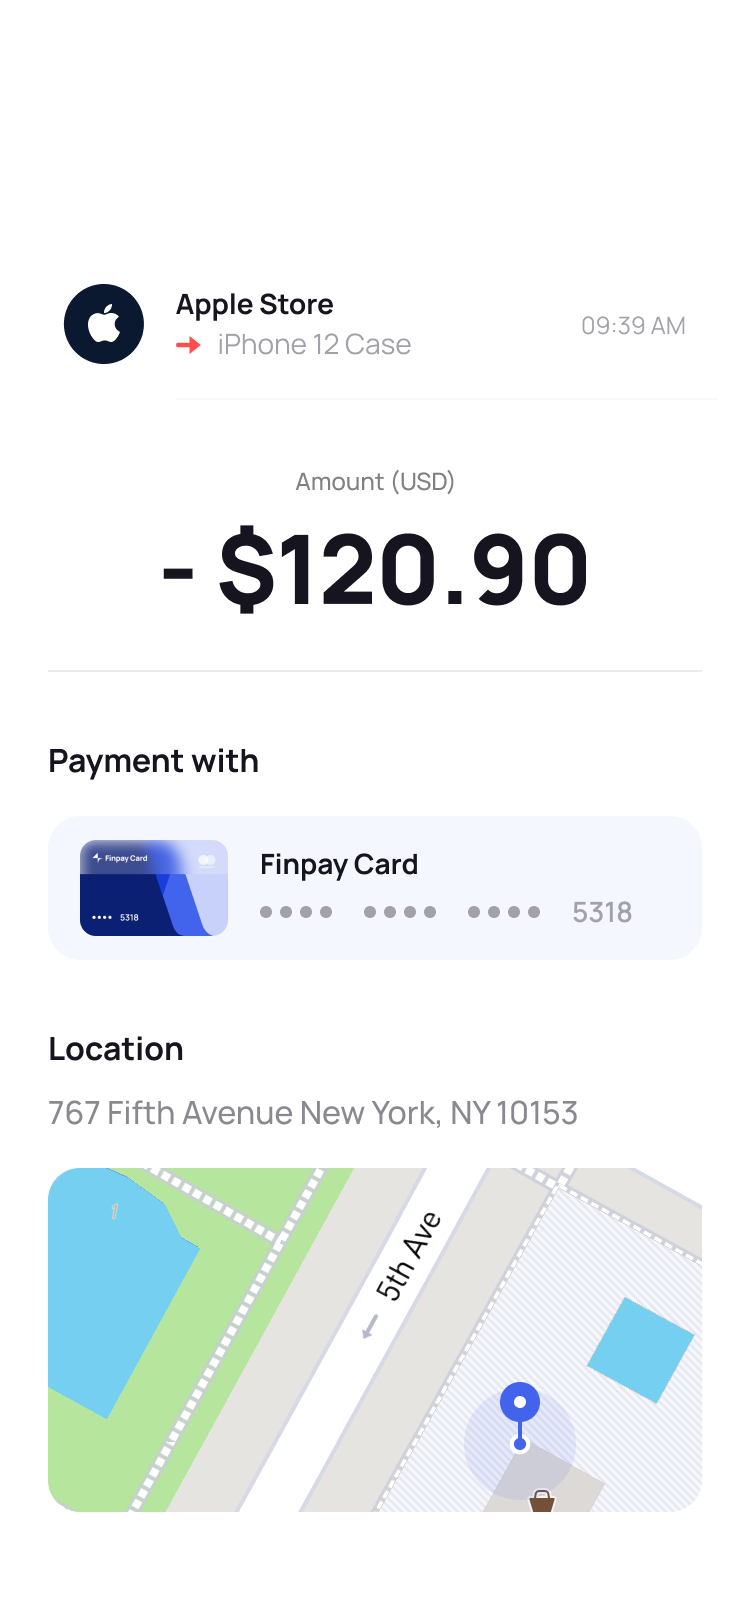 Apple Store
iPhone 12 Case
09:39 AM
Amount (USD)
- $120.90
Payment with
Finpay Card
•••• 5318
Finpay Card
•••• •••• •••• 5318
Location
767 Fifth Avenue New York, NY 10153
5th Ave